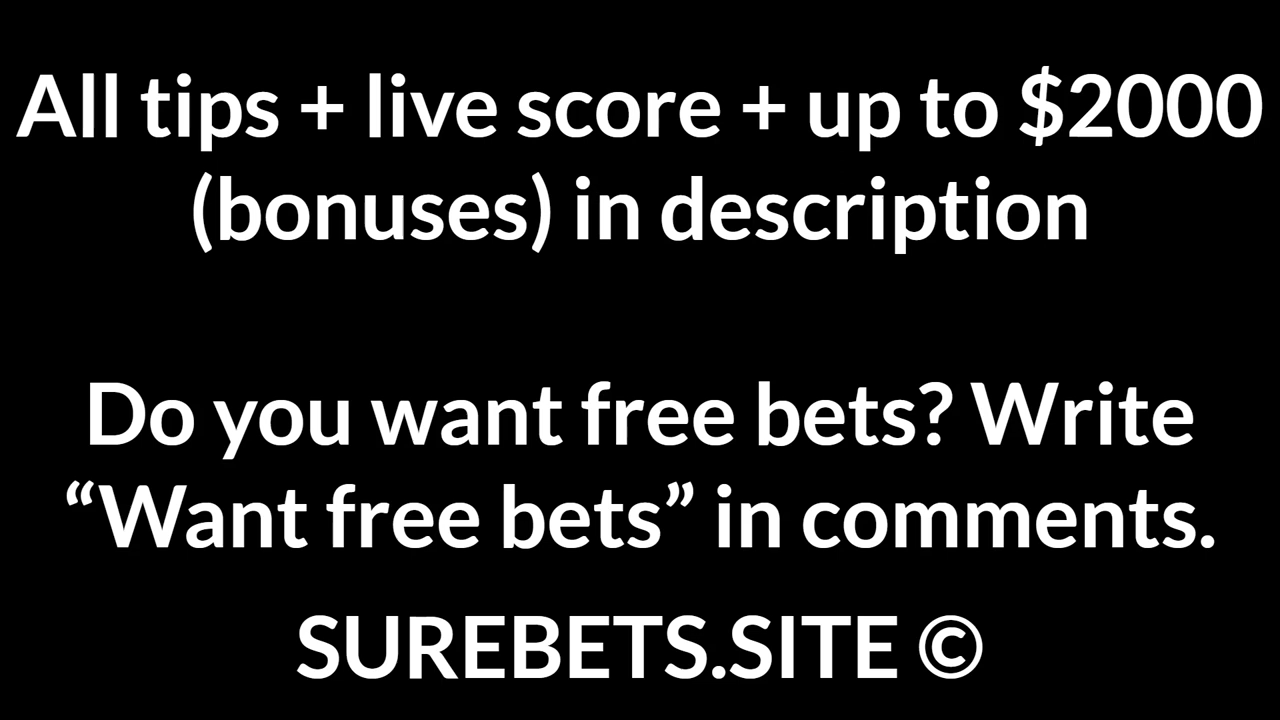 All tips + live score + up to $2000
(bonuses) in description
Do you want free bets? Write
“Want free bets” in comments.
SUREBETS.SITE ©